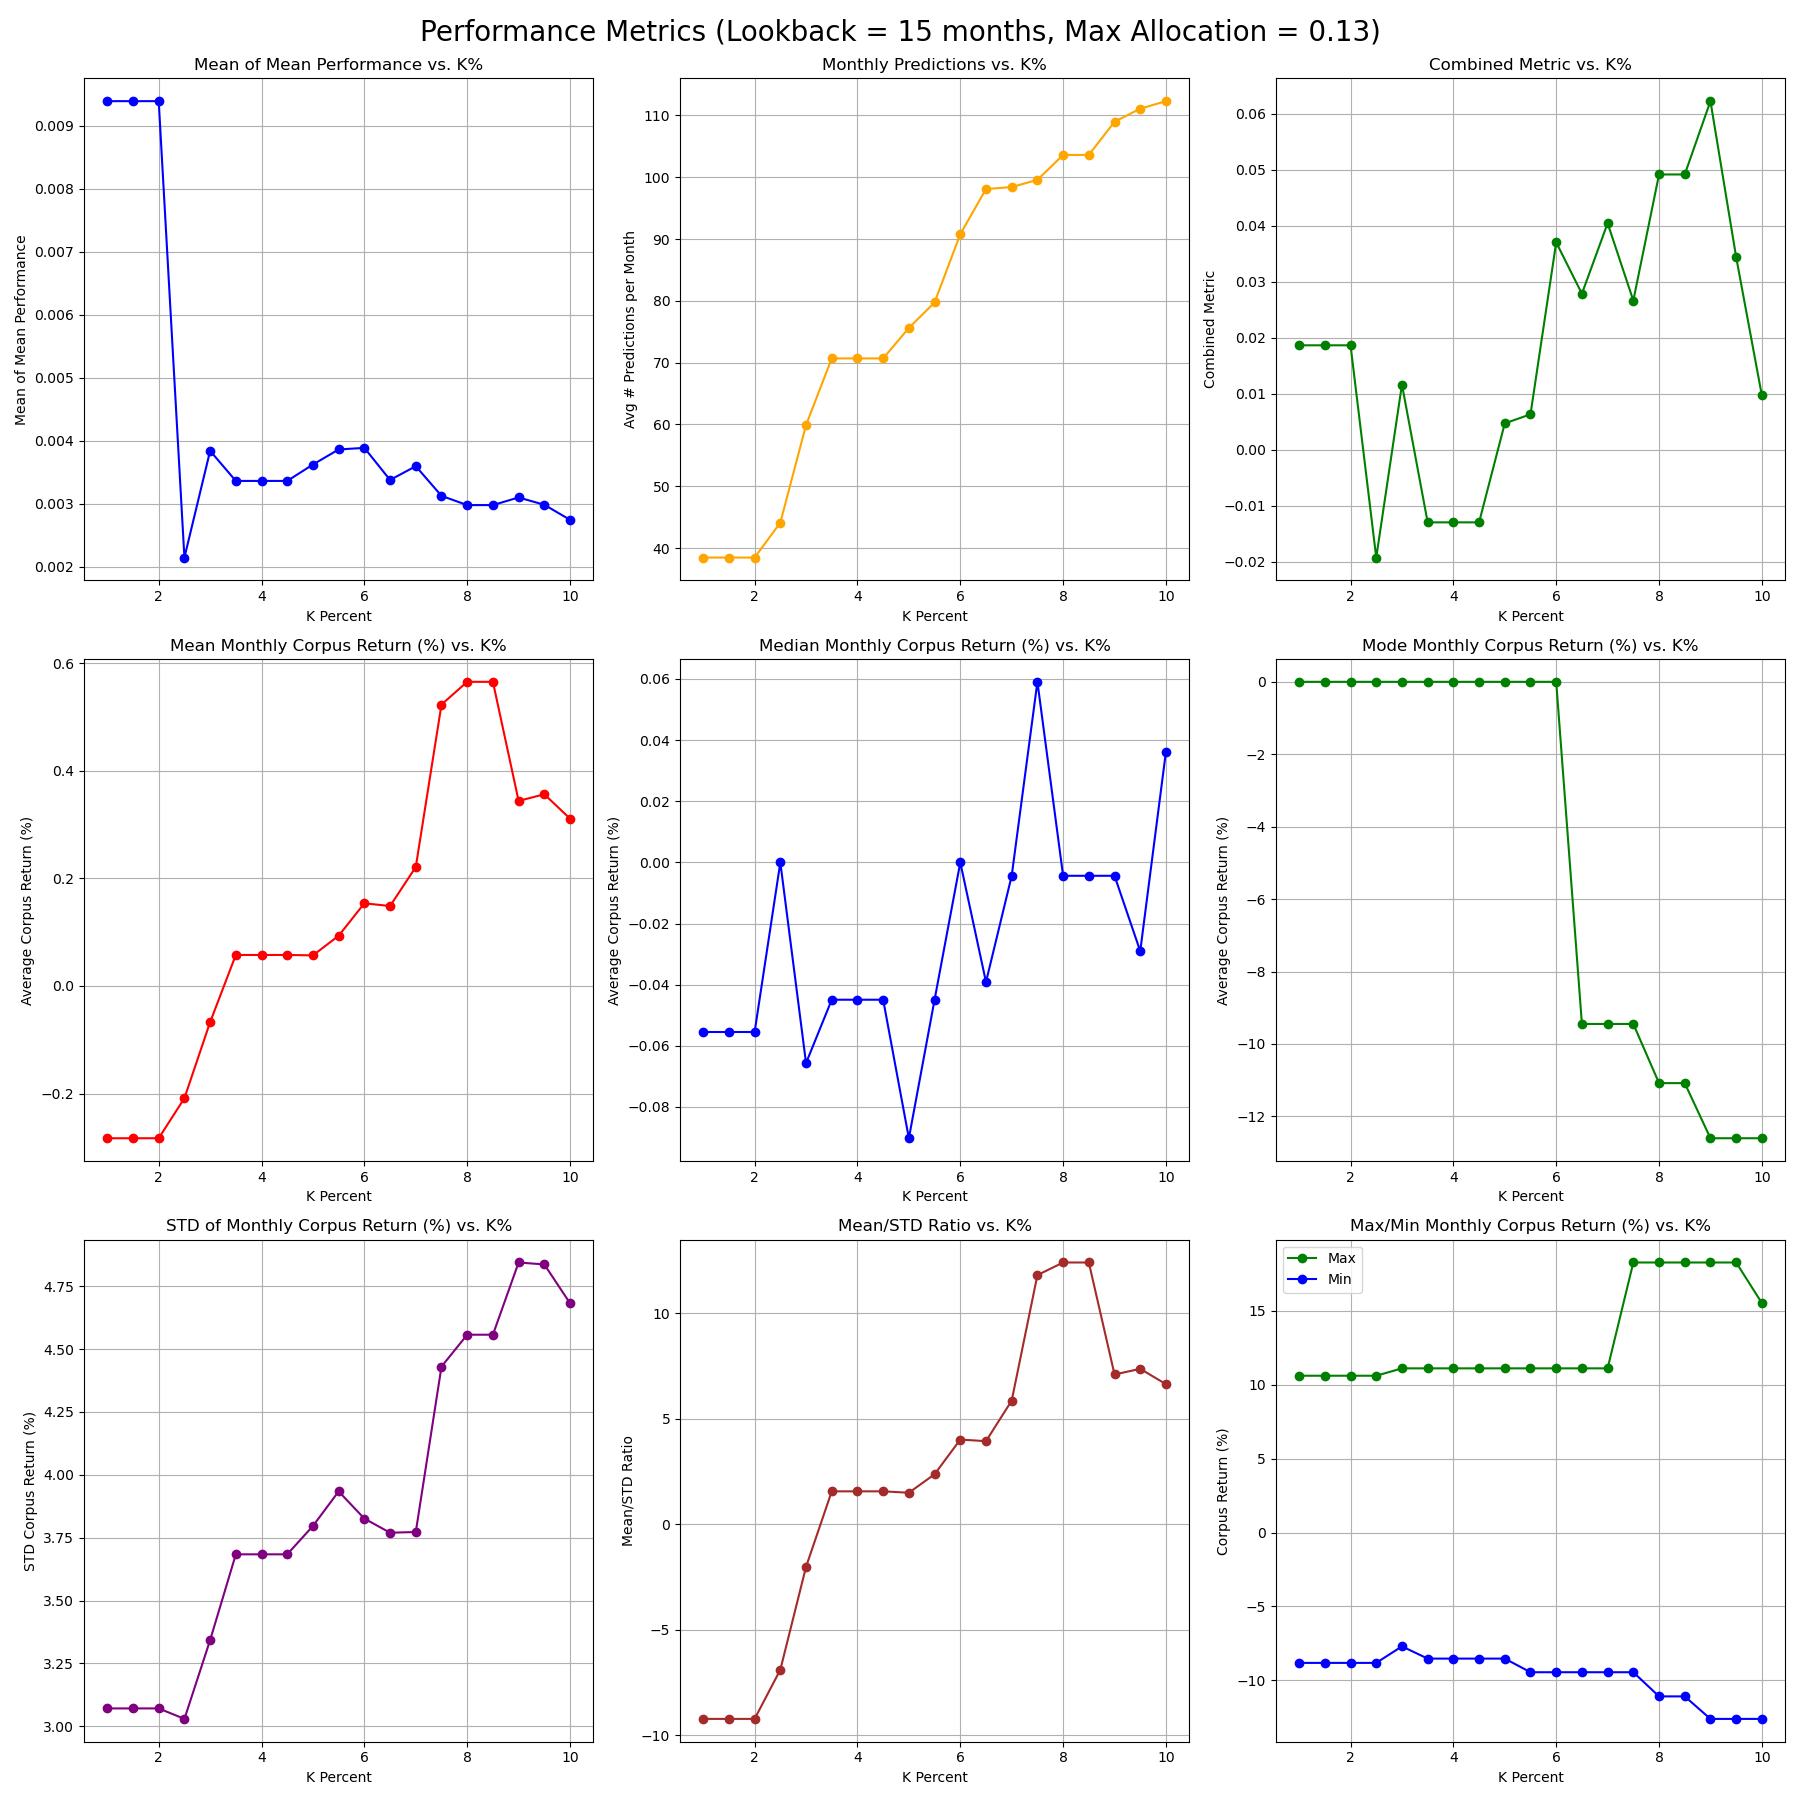 Performance Metrics (Lookback = 15 months, Max Allocation = 0.13)
Mean of Mean Performance vs. K%
Mean of Mean Performance
0.009
0.008
0.007
0.006
0.005
0.004
0.003
0.002
2 4 6 8 10
K Percent
Monthly Predictions vs. K%
Avg # Predictions per Month
110
100
90
80
70
60
50
40
2 4 6 8 10
K Percent
Combined Metric vs. K%
Combined Metric
0.06
0.05
0.04
0.03
0.02
0.01
0.00
−0.01
−0.02
2 4 6 8 10
K Percent
Mean Monthly Corpus Return (%) vs. K%
Average Corpus Return (%)
0.6
0.4
0.2
0.0
−0.2
2 4 6 8 10
K Percent
Median Monthly Corpus Return (%) vs. K%
Average Corpus Return (%)
0.06
0.04
0.02
0.00
−0.02
−0.04
−0.06
−0.08
2 4 6 8 10
K Percent
Mode Monthly Corpus Return (%) vs. K%
Average Corpus Return (%)
0
−2
−4
−6
−8
−10
−12
2 4 6 8 10
K Percent
STD of Monthly Corpus Return (%) vs. K%
STD Corpus Return (%)
4.75
4.50
4.25
4.00
3.75
3.50
3.25
3.00
2 4 6 8 10
K Percent
Mean/STD Ratio vs. K%
Mean/STD Ratio
10
5
0
−5
−10
2 4 6 8 10
K Percent
Max/Min Monthly Corpus Return (%) vs. K%
Max
Min
Corpus Return (%)
15
10
5
0
−5
−10
2 4 6 8 10
K Percent